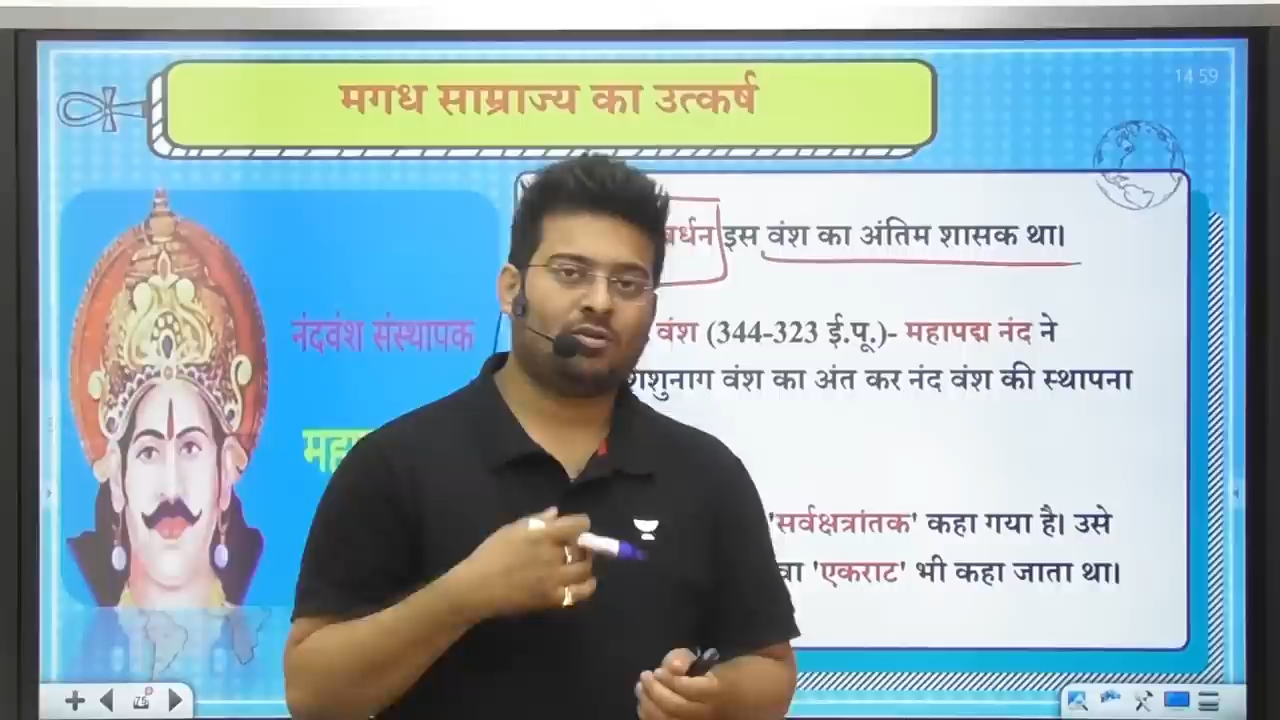 मगध साम्राज्य का उत्कर्ष
14 59
इस वंश का अंतिम शासक था।
नंदवंश संस्थापक
वंश (344-323 ई.पू.)- महापद्म नंद ने
वंश का अंत कर नंद वंश की स्थापना
'सर्वक्षत्रांतक' कहा गया है। उसे
'एकराट' भी कहा जाता था।
75